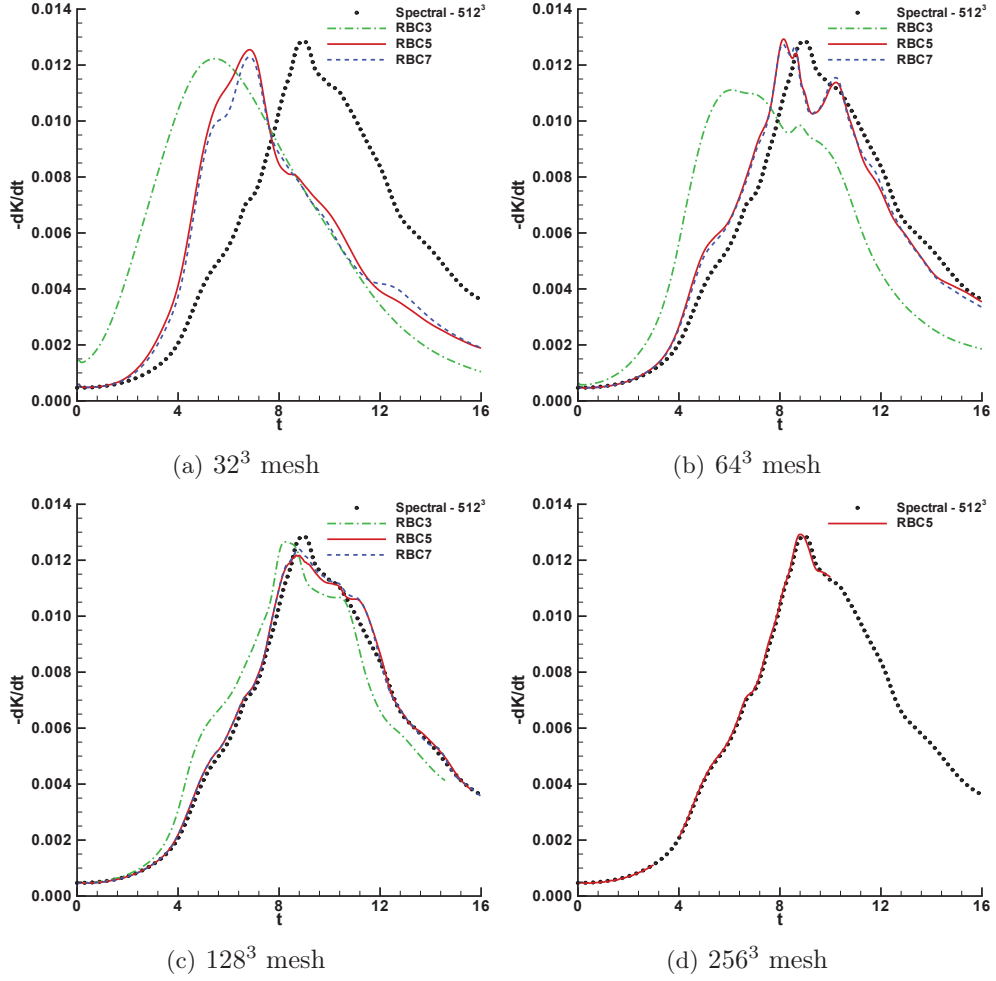 -dK/dt
0.014
0.012
0.010
0.008
0.006
0.004
0.002
0.000
0 4 8 12 16
t
Spectral - 512³
RBC3
RBC5
RBC7
(a) 32³ mesh
-dK/dt
0.014
0.012
0.010
0.008
0.006
0.004
0.002
0.000
0 4 8 12 16
t
Spectral - 512³
RBC3
RBC5
RBC7
(b) 64³ mesh
-dK/dt
0.014
0.012
0.010
0.008
0.006
0.004
0.002
0.000
0 4 8 12 16
t
Spectral - 512³
RBC3
RBC5
RBC7
(c) 128³ mesh
-dK/dt
0.014
0.012
0.010
0.008
0.006
0.004
0.002
0.000
0 4 8 12 16
t
Spectral - 512³
RBC5
(d) 256³ mesh